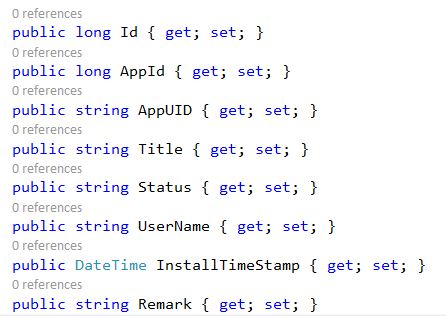 0 references
public long Id { get; set; }
0 references
public long AppId { get; set; }
0 references
public string AppUID { get; set; }
0 references
public string Title { get; set; }
0 references
public string Status { get; set; }
0 references
public string UserName { get; set; }
0 references
public DateTime InstallTimeStamp { get; set; }
0 references
public string Remark { get; set; }